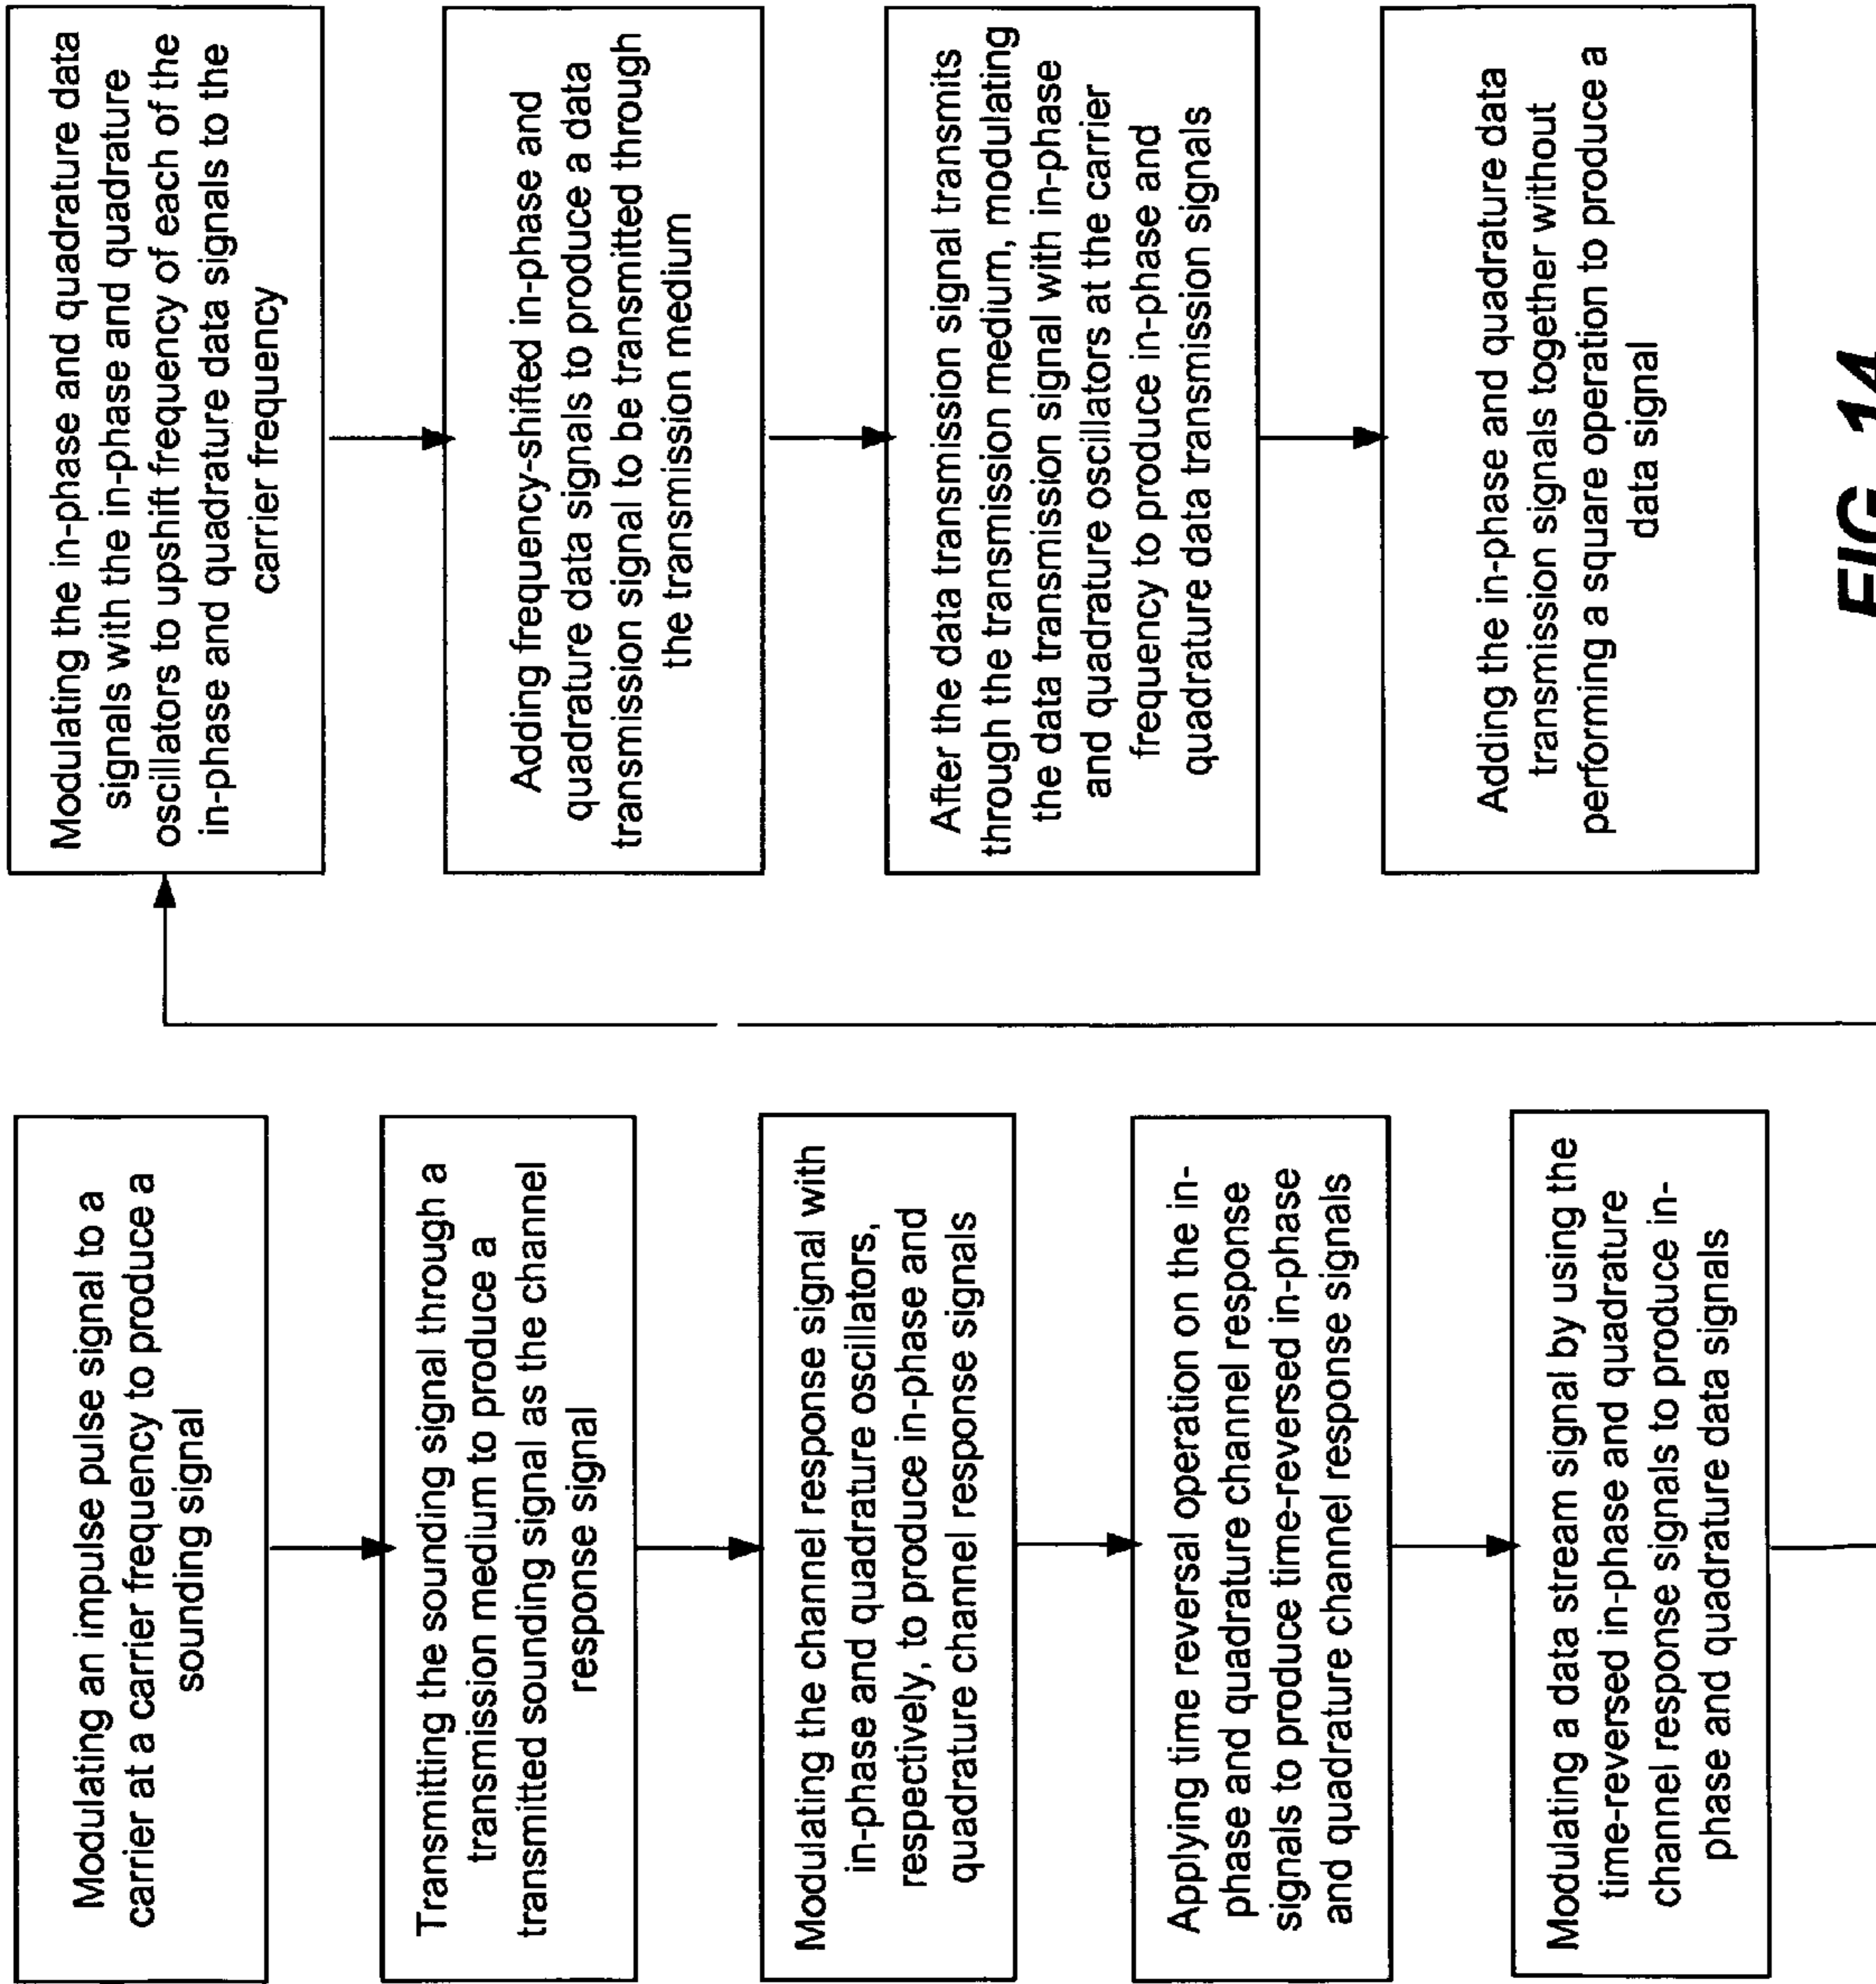 Modulating an impulse pulse signal to a
carrier at a carrier frequency to produce a
sounding signal
Transmitting the sounding signal through a
transmission medium to produce a
transmitted sounding signal as the channel
response signal
Modulating the channel response signal with
in-phase and quadrature oscillators,
respectively, to produce in-phase and
quadrature channel response signals
Applying time reversal operation on the in-
phase and quadrature channel response
signals to produce time-reversed in-phase
and quadrature channel response signals
Modulating a data stream signal by using the
time-reversed in-phase and quadrature
channel response signals to produce in-
phase and quadrature data signals
Modulating the in-phase and quadrature data
signals with the in-phase and quadrature
oscillators to upshift frequency of each of the
in-phase and quadrature data signals to the
carrier frequency
Adding frequency-shifted in-phase and
quadrature data signals to produce a data
transmission signal to be transmitted through
the transmission medium
After the data transmission signal transmits
through the transmission medium, modulating
the data transmission signal with in-phase
and quadrature oscillators at the carrier
frequency to produce in-phase and
quadrature data transmission signals
Adding the in-phase and quadrature data
transmission signals together without
performing a square operation to produce a
data signal
FIG. 1A